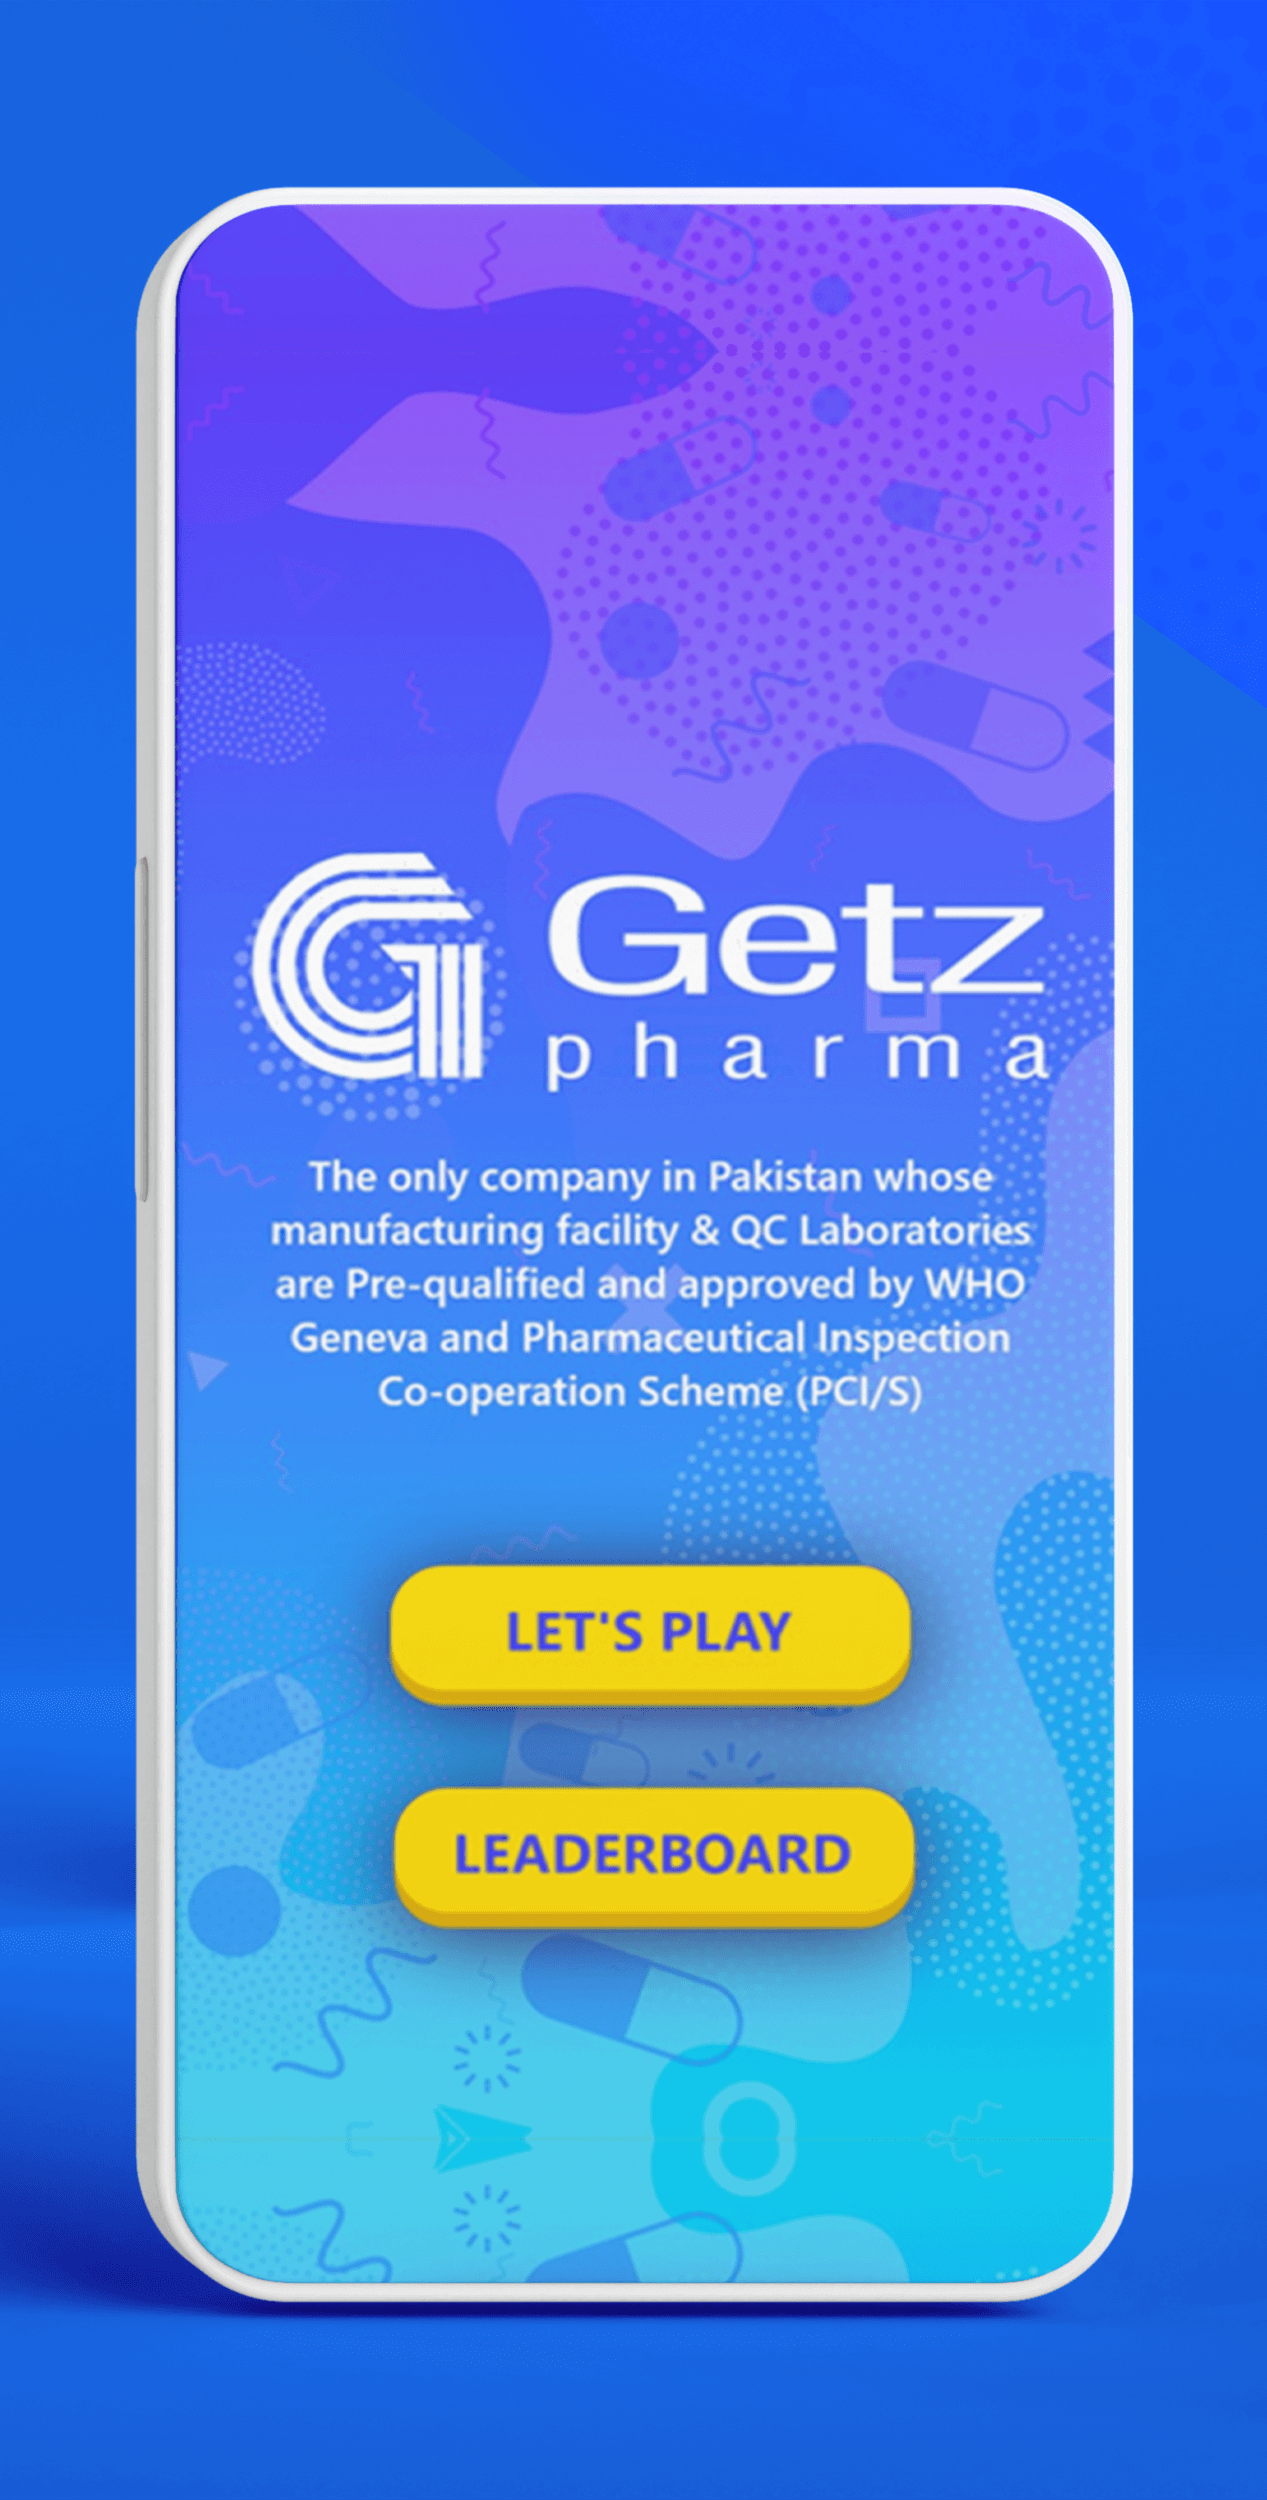 Getz
pharma
The only company in Pakistan whose
manufacturing facility & QC Laboratories
are Pre-qualified and approved by WHO
Geneva and Pharmaceutical Inspection
Co-operation Scheme (PCI/S)
LET'S PLAY
LEADERBOARD